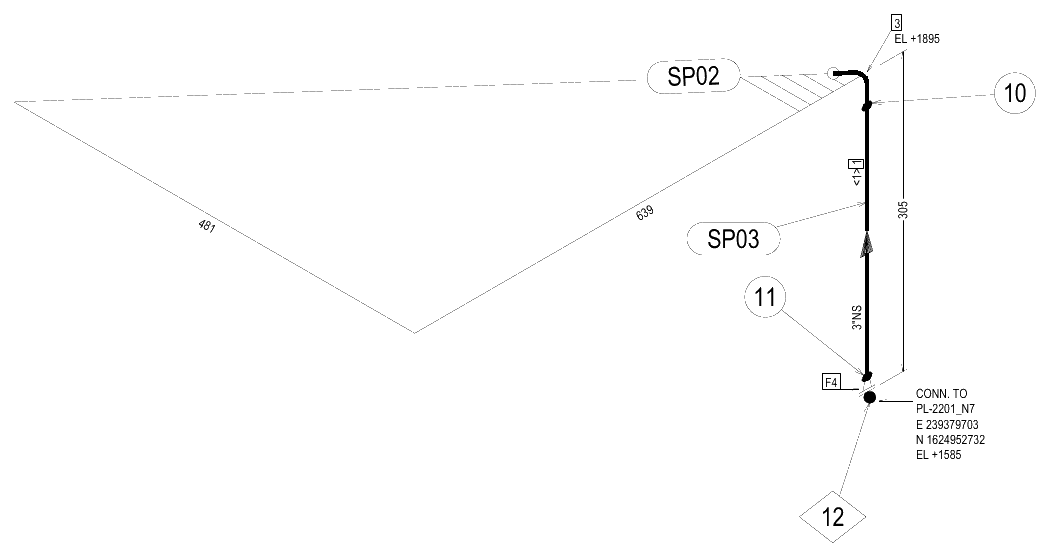 3
EL +1895
SP02
10
<1>
1
481
639
305
SP03
11
3"NS
F4
CONN. TO
PL-2201_N7
E 239379703
N 1624952732
EL +1585
12